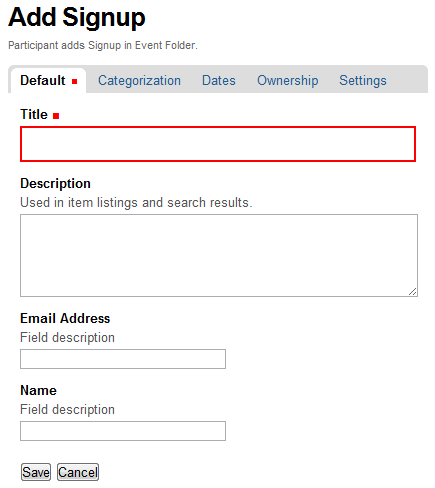 Add Signup
Participant adds Signup in Event Folder.
Default Categorization Dates Ownership Settings
Title
Description
Used in item listings and search results.
Email Address
Field description
Name
Field description
Save Cancel